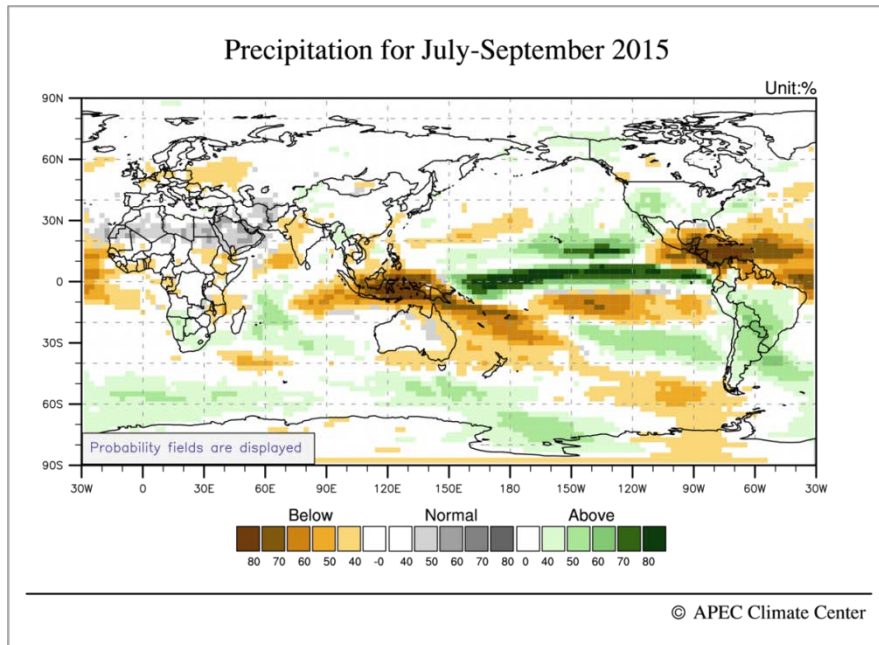 Precipitation for July-September 2015
Unit:%
90N
60N
30N
0
30S
60S
90S
Probability fields are displayed
30W 0 30E 60E 90E 120E 150E 180 150W 120W 90W 60W 30W
Below Normal Above
80 70 60 50 40 -0 40 50 60 70 80 0 40 50 60 70 80
© APEC Climate Center